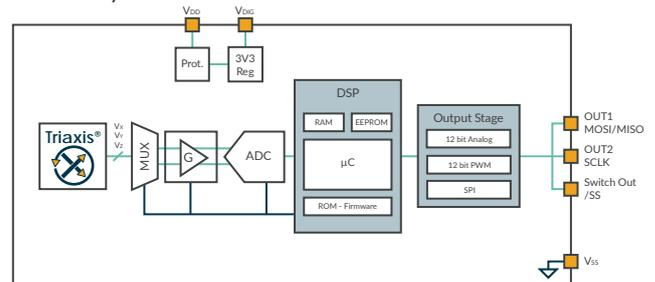 VDD
VDIG
Prot.
3V3
Reg
DSP
RAM
EEPROM
µC
ROM - Firmware
Output Stage
12 bit Analog
12 bit PWM
SPI
Triaxis®
VX
VY
VZ
MUX
G
ADC
OUT1
MOSI/MISO
OUT2
SCLK
Switch Out
/SS
VSS